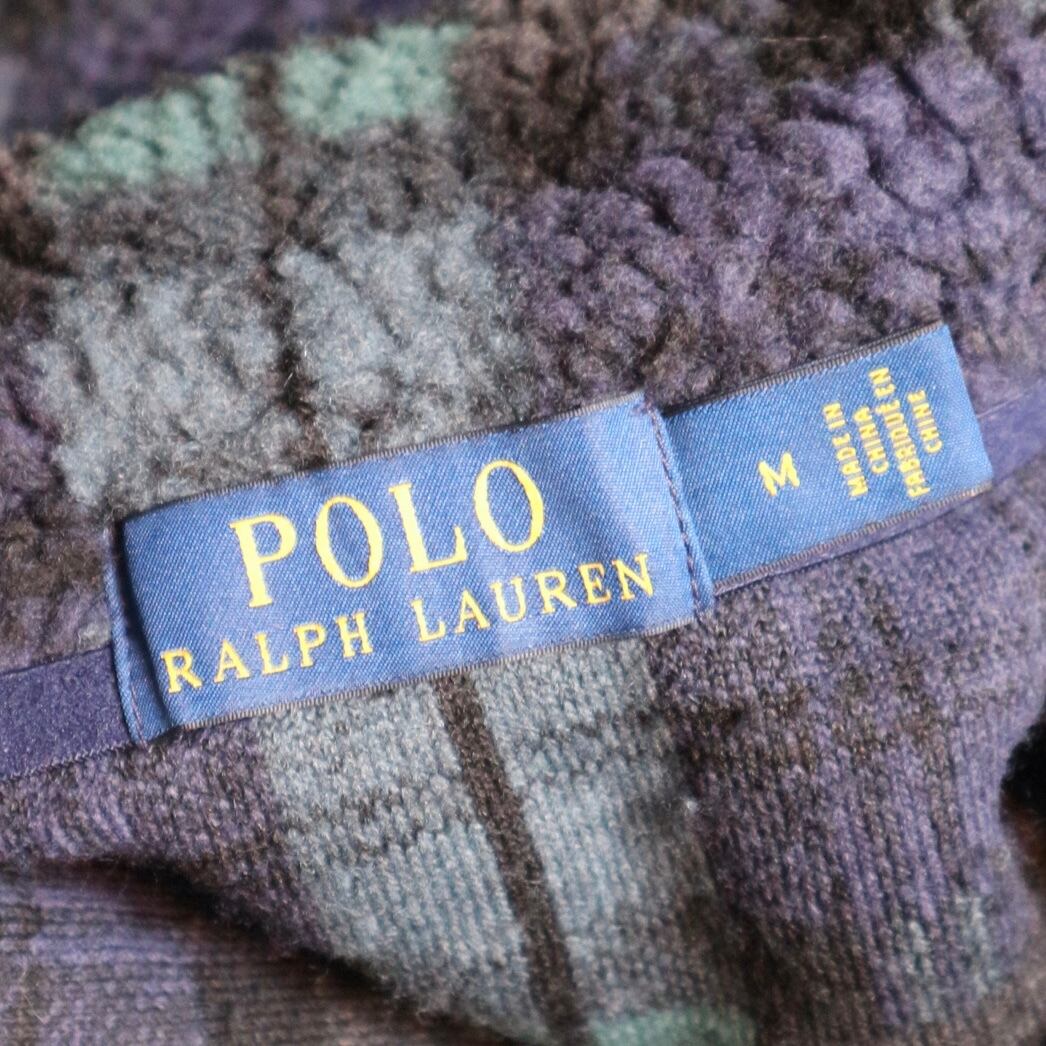 POLO
RALPH LAUREN
M
MADE IN
CHINA
FABRIQUÉ EN
CHINE